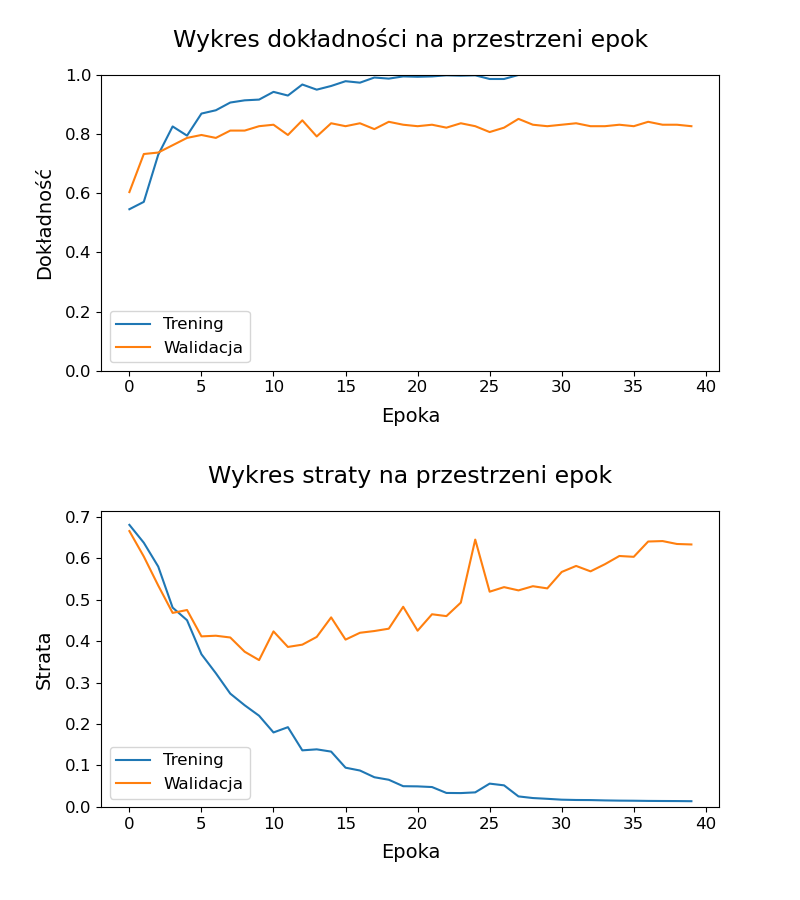 Wykres dokładności na przestrzeni epok
1.0
0.8
0.6
0.4
0.2
0.0
Dokładność
Trening
Walidacja
0 5 10 15 20 25 30 35 40
Epoka
Wykres straty na przestrzeni epok
0.7
0.6
0.5
0.4
0.3
0.2
0.1
0.0
Strata
Trening
Walidacja
0 5 10 15 20 25 30 35 40
Epoka